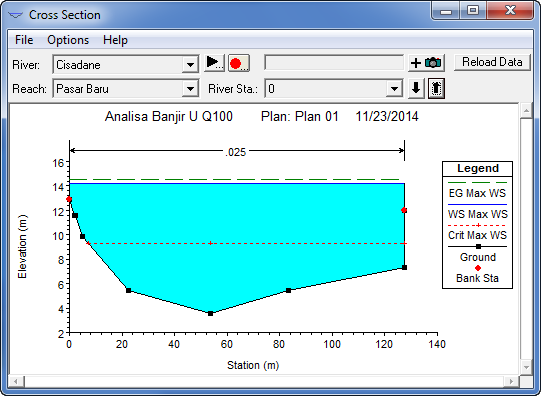 Cross Section
File Options Help
River: Cisadane
Reload Data
Reach: Pasar Baru River Sta.: 0
Analisa Banjir U Q100 Plan: Plan 01 11/23/2014
.025
16
14
12
10
8
6
4
2
0 20 40 60 80 100 120 140
Elevation (m)
Station (m)
Legend
EG Max WS
WS Max WS
Crit Max WS
Ground
Bank Sta